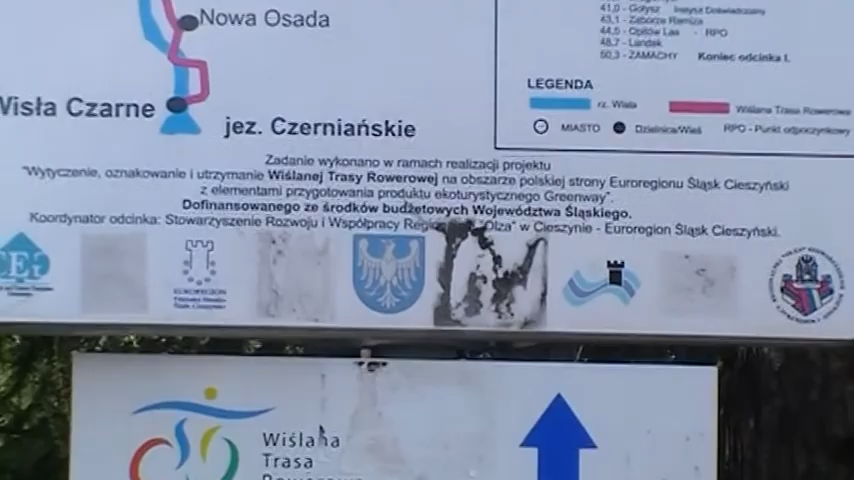 Nowa Osada
Wisła Czarne
jez. Czerniańskie
41,0 - Gołysz Instytut Doświadczalny
43,1 - Zaborze Remiza
44,5 - Opitów Las - RPO
48,7 - Landek
50,3 - ZAMACHY Koniec odcinka I.
LEGENDA
rz. Wisła
Wiślana Trasa Rowerowa
MIASTO
Dzielnica/Wieś
RPO - Punkt odpoczynkowy
Zadanie wykonano w ramach realizacji projektu
"Wytyczenie, oznakowanie i utrzymanie Wiślanej Trasy Rowerowej na obszarze polskiej strony Euroregionu Śląsk Cieszyński
z elementami przygotowania produktu ekoturystycznego Greenway".
Dofinansowanego ze środków budżetowych Województwa Śląskiego.
Koordynator odcinka: Stowarzyszenie Rozwoju i Współpracy "Olza" w Cieszynie - Euroregion Śląsk Cieszyński.
EUROREGION
Wiślana
Trasa
Rowerowa